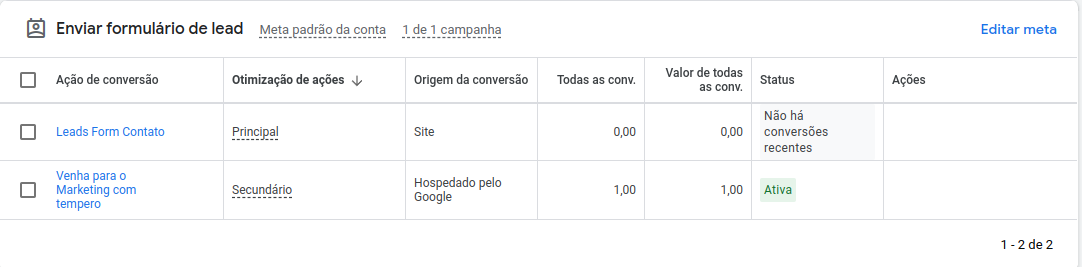 Enviar formulário de lead Meta padrão da conta 1 de 1 campanha Editar meta
Ação de conversão Otimização de ações Origem da conversão Todas as conv. Valor de todas as conv. Status Ações
Leads Form Contato Principal Site 0,00 0,00 Não há conversões recentes
Venha para o Marketing com tempero Secundário Hospedado pelo Google 1,00 1,00 Ativa
1 - 2 de 2